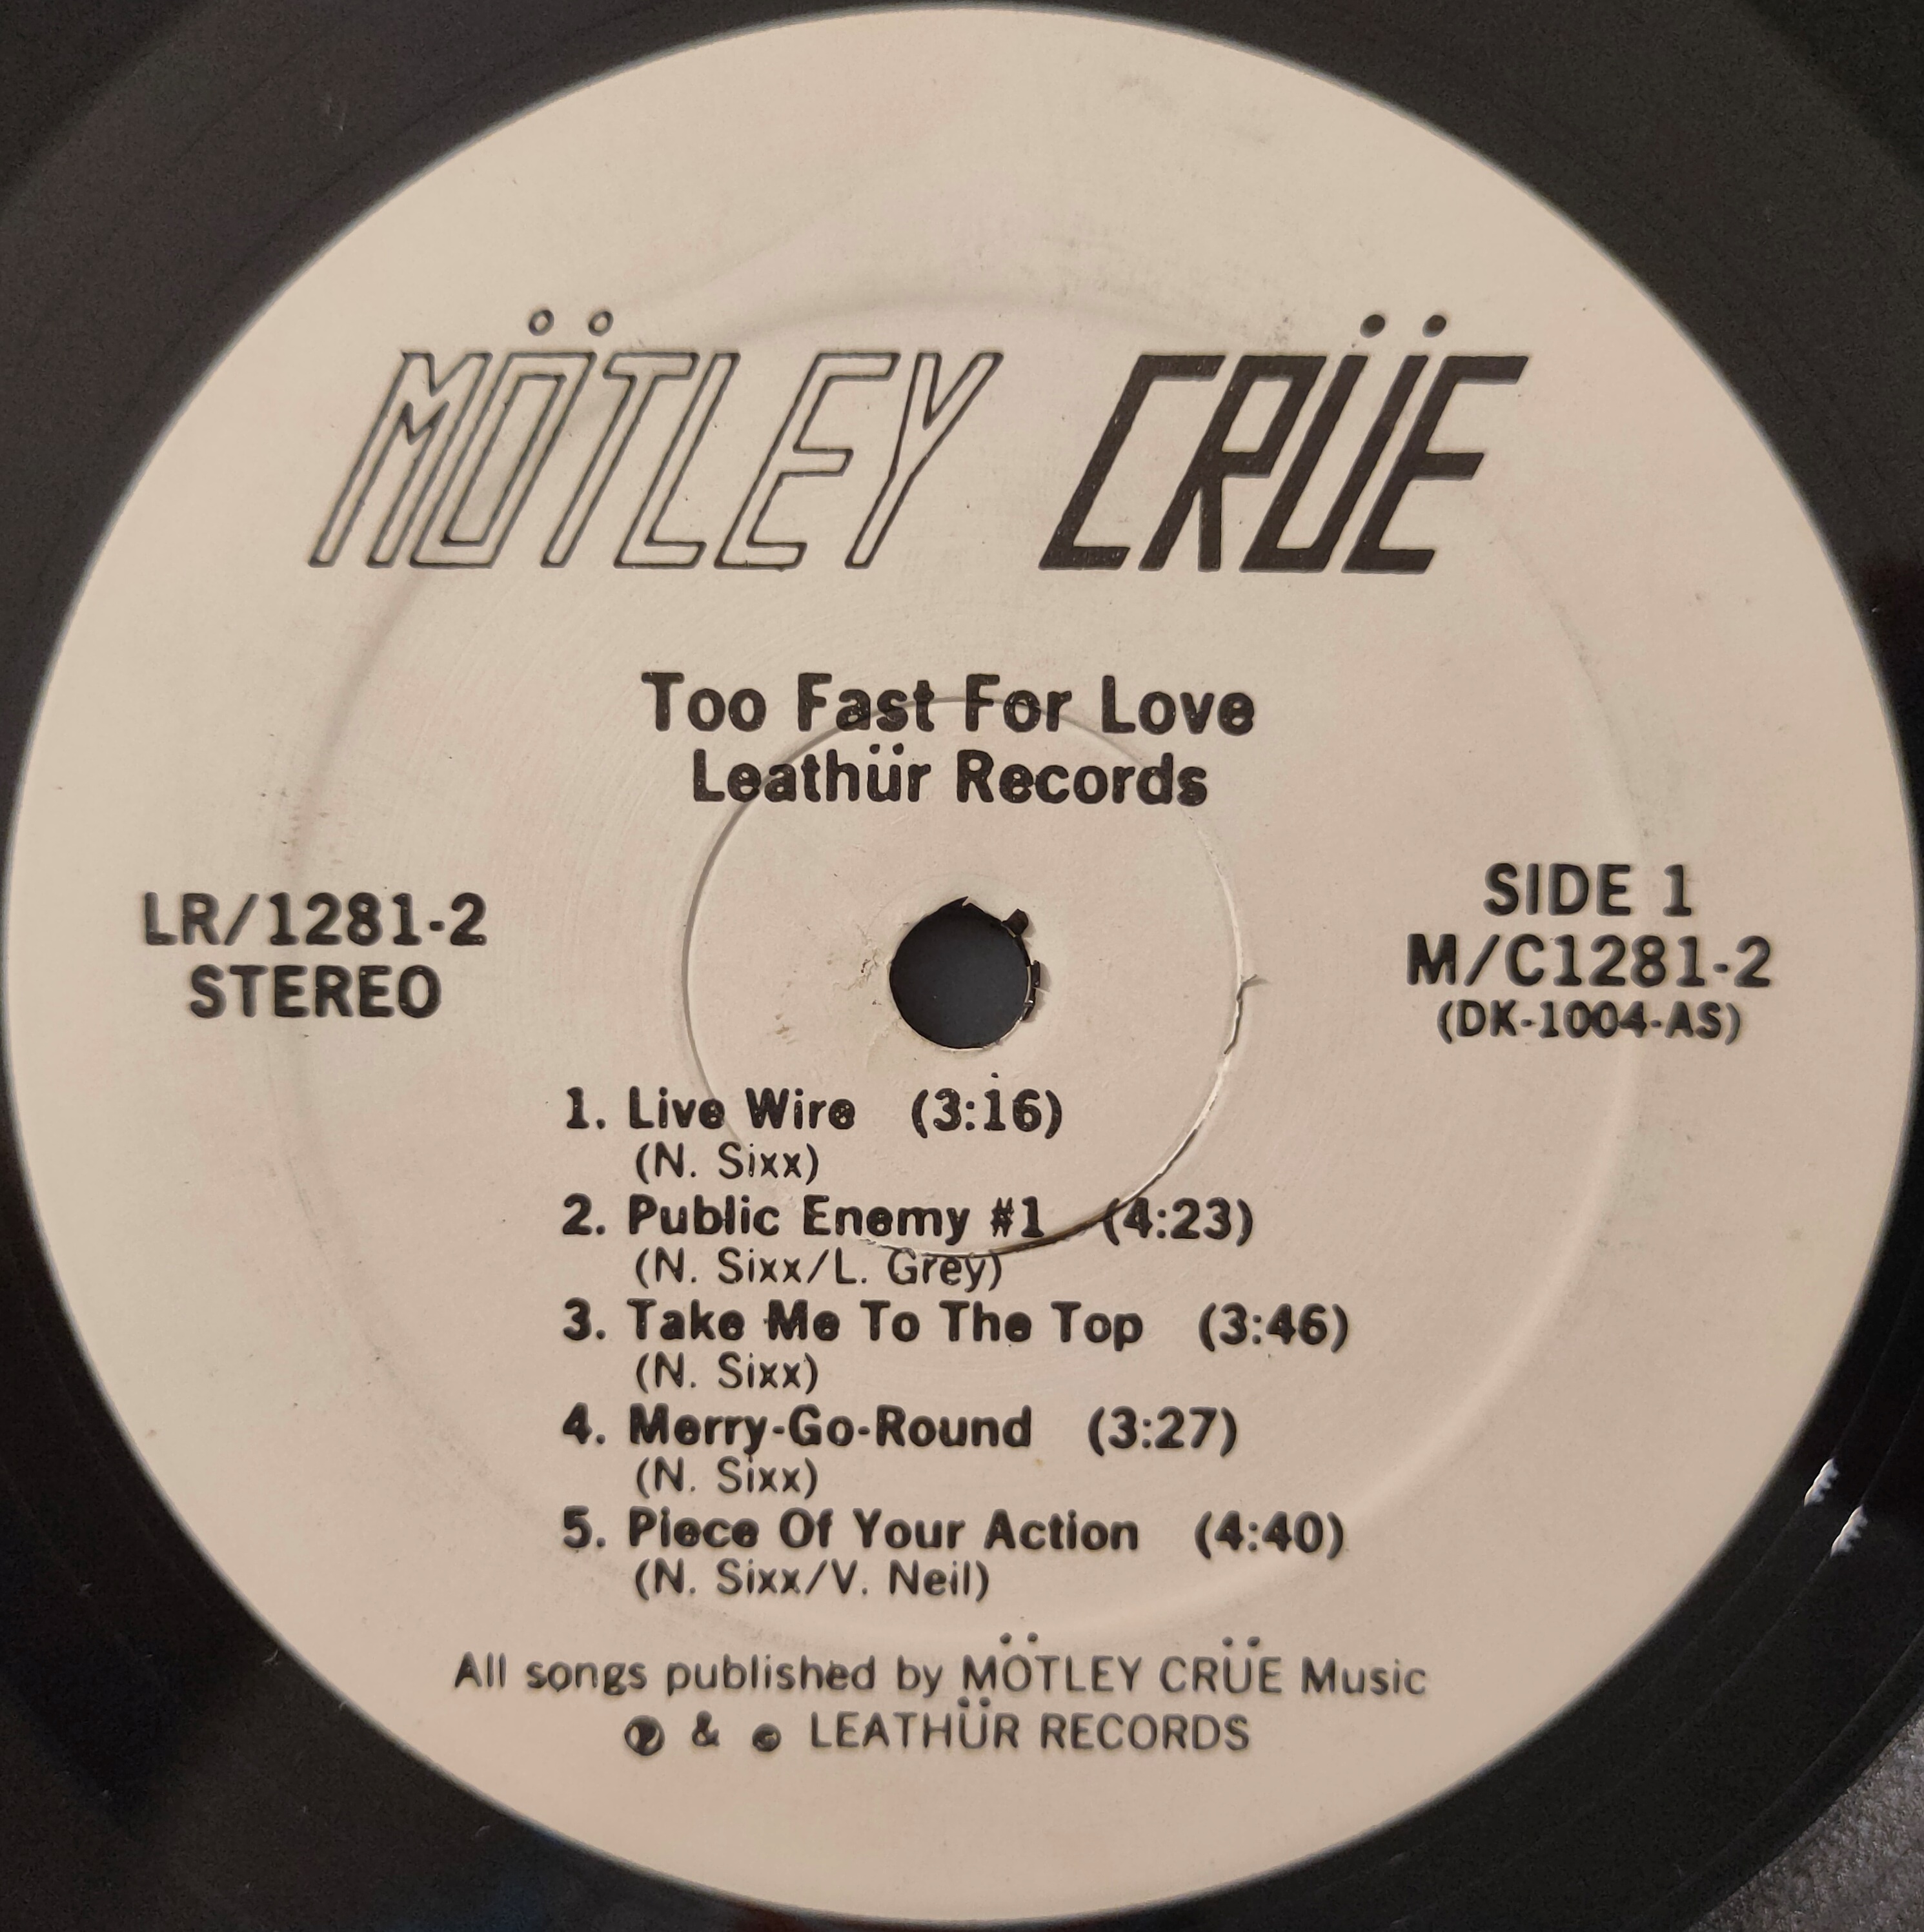 MÖTLEY CRÜE
Too Fast For Love
Leathür Records
LR/1281-2
STEREO
SIDE 1
M/C1281-2
(DK-1004-AS)
1. Live Wire (3:16)
(N. Sixx)
2. Public Enemy #1 (4:23)
(N. Sixx/L. Grey)
3. Take Me To The Top (3:46)
(N. Sixx)
4. Merry-Go-Round (3:27)
(N. Sixx)
5. Piece Of Your Action (4:40)
(N. Sixx/V. Neil)
All songs published by MÖTLEY CRÜE Music
℗ & © LEATHÜR RECORDS